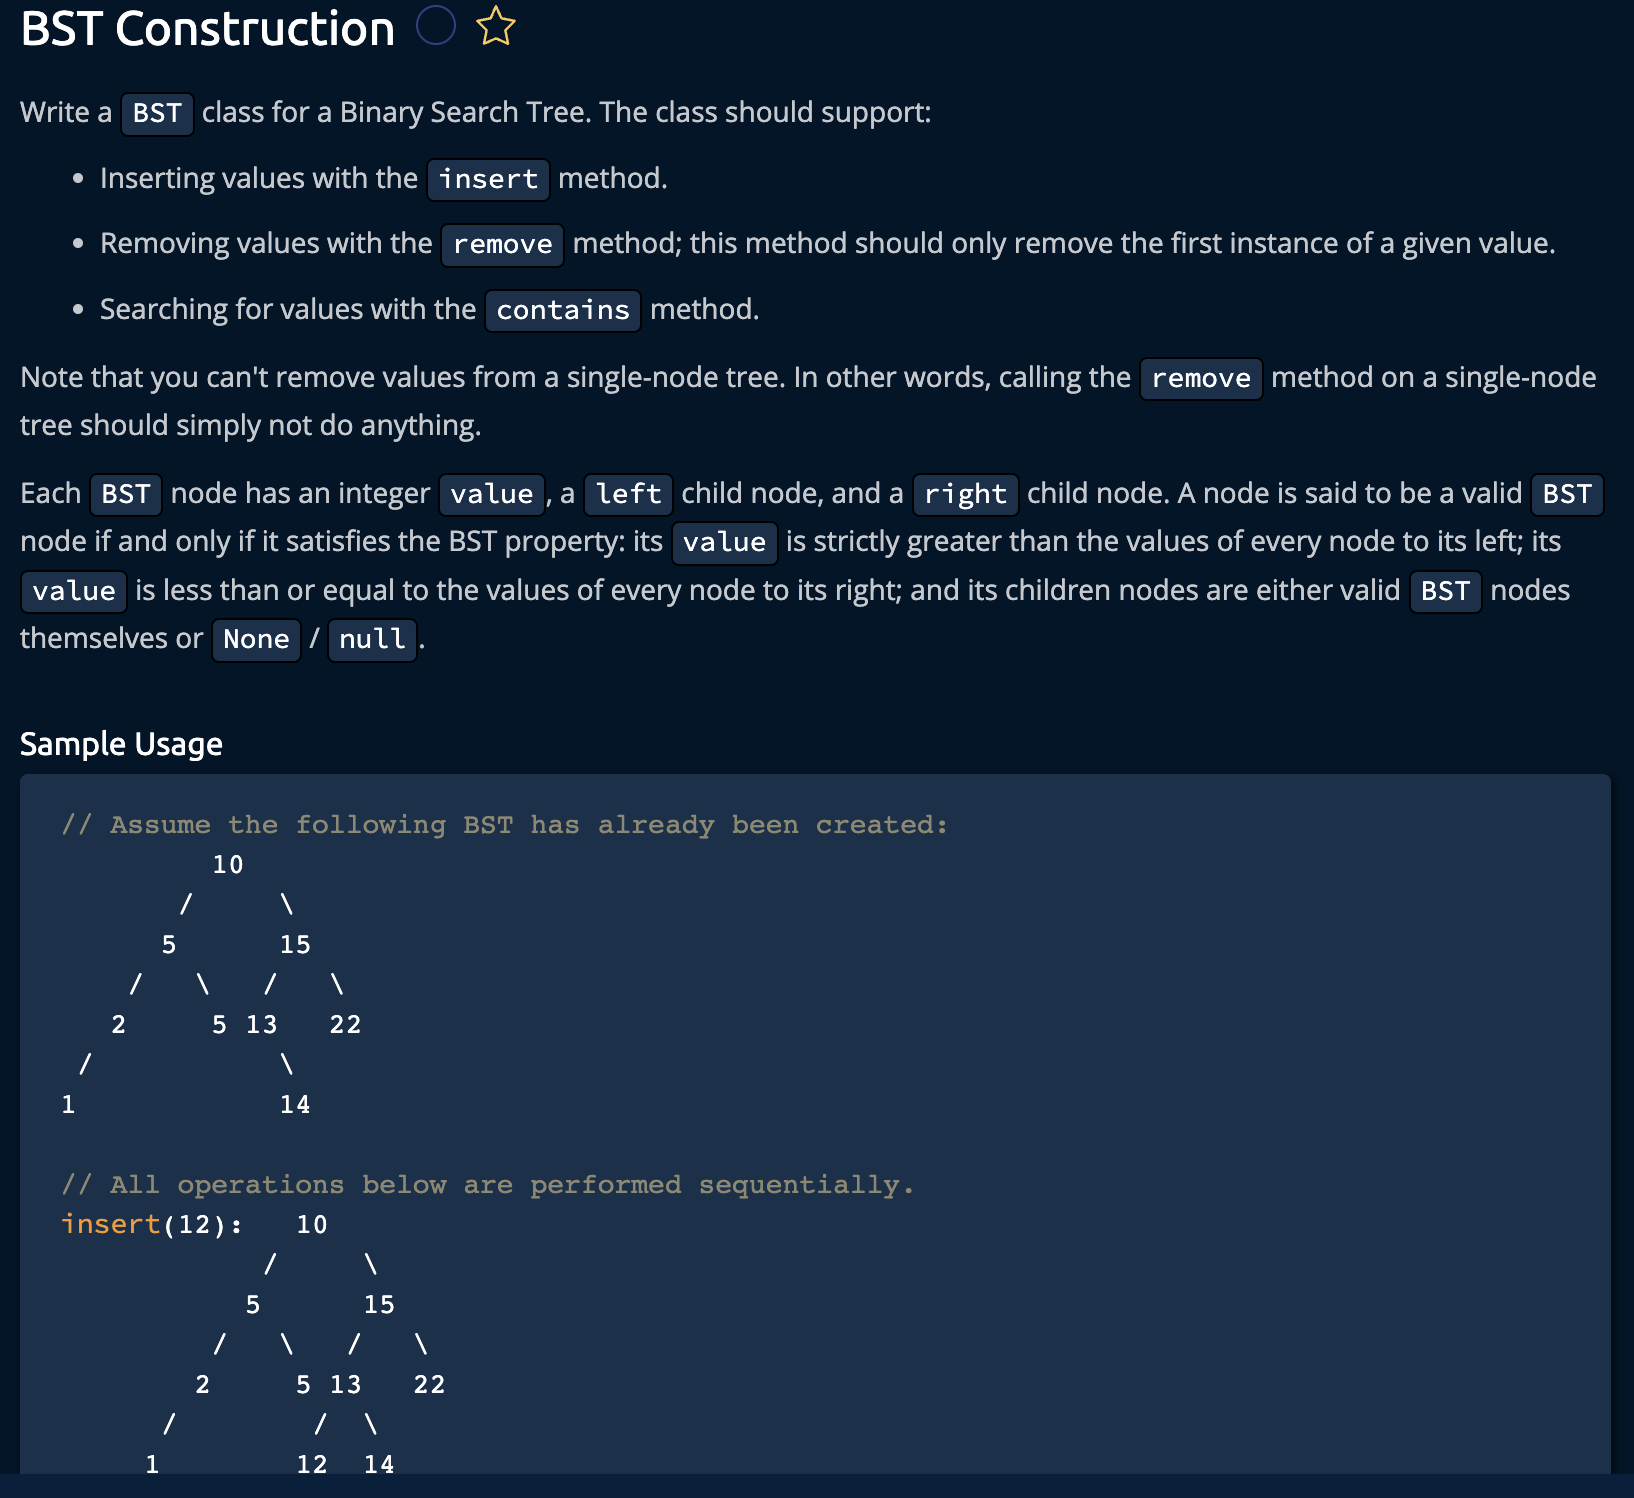 BST Construction
Write a BST class for a Binary Search Tree. The class should support:
• Inserting values with the insert method.
• Removing values with the remove method; this method should only remove the first instance of a given value.
• Searching for values with the contains method.
Note that you can't remove values from a single-node tree. In other words, calling the remove method on a single-node
tree should simply not do anything.
Each BST node has an integer value, a left child node, and a right child node. A node is said to be a valid BST
node if and only if it satisfies the BST property: its value is strictly greater than the values of every node to its left; its
value is less than or equal to the values of every node to its right; and its children nodes are either valid BST nodes
themselves or None / null.
Sample Usage
// Assume the following BST has already been created:
         10
       /     \
      5      15
    /   \   /   \
   2     5 13   22
 /           \
1            14
// All operations below are performed sequentially.
insert(12):   10
            /     \
           5      15
         /   \   /   \
        2     5 13   22
      /        /  \
     1        12  14